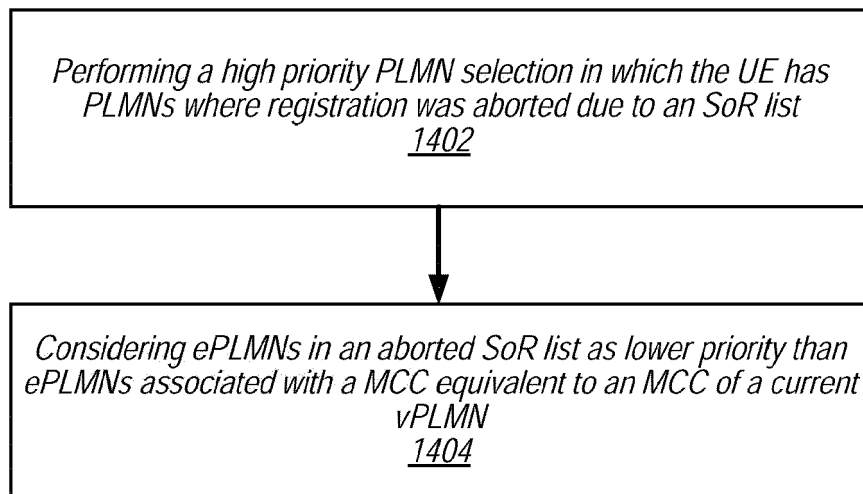 Performing a high priority PLMN selection in which the UE has
PLMNs where registration was aborted due to an SoR list
1402
Considering ePLMNs in an aborted SoR list as lower priority than
ePLMNs associated with a MCC equivalent to an MCC of a current
vPLMN
1404